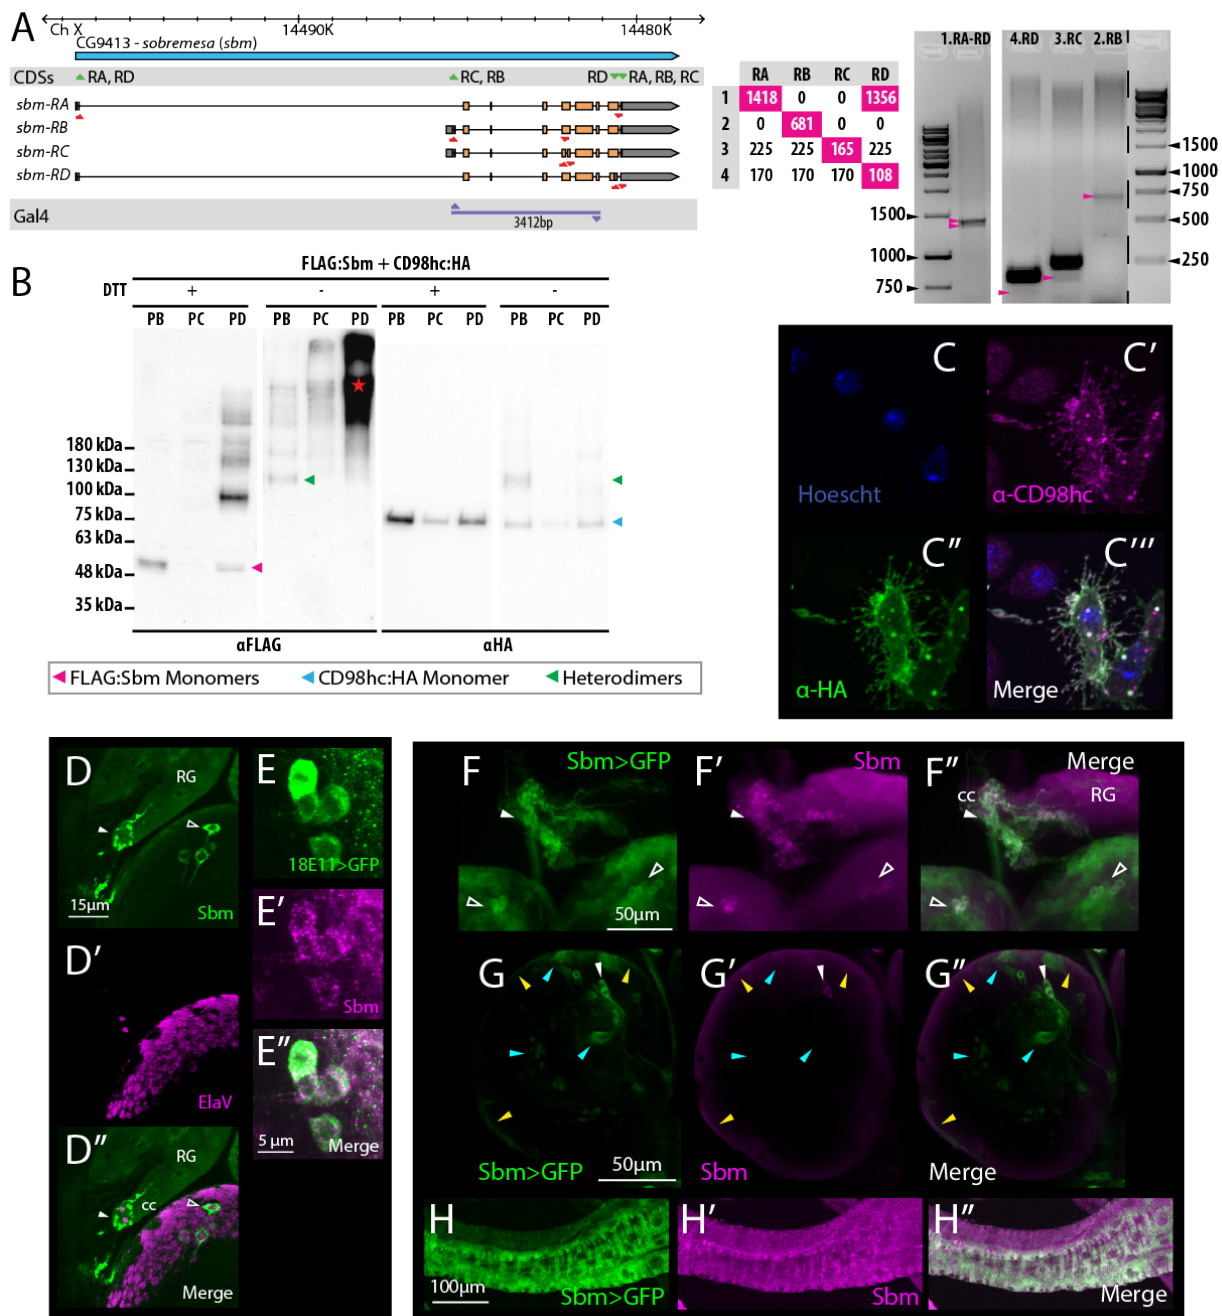 A
Ch X
14490K
14480K
CG9413 - sobremesa (sbm)
CDSs
RA, RD
RC, RB
RD
RA, RB, RC
sbm-RA
sbm-RB
sbm-RC
sbm-RD
Gal4
3412bp
RA RB RC RD
1 1418 0 0 1356
2 0 681 0 0
3 225 225 165 225
4 170 170 170 108
1.RA-RD
4.RD
3.RC
2.RB
1500
1000
750
1500
1000
750
500
250
B
FLAG:Sbm + CD98hc:HA
DTT + - + -
PB PC PD PB PC PD PB PC PD PB PC PD
180 kDa
130 kDa
100 kDa
75 kDa
63 kDa
48 kDa
35 kDa
αFLAG
αHA
FLAG:Sbm Monomers
CD98hc:HA Monomer
Heterodimers
C
Hoescht
C'
α-CD98hc
C''
α-HA
C'''
Merge
D
RG
15μm
Sbm
D'
ElaV
D''
RG
cc
Merge
E
18E11>GFP
E'
Sbm
E''
5 μm
Merge
F
Sbm>GFP
50μm
F'
Sbm
F''
Merge
cc
RG
G
Sbm>GFP
50μm
G'
Sbm
G''
Merge
H
100μm
Sbm>GFP
H'
Sbm
H''
Merge